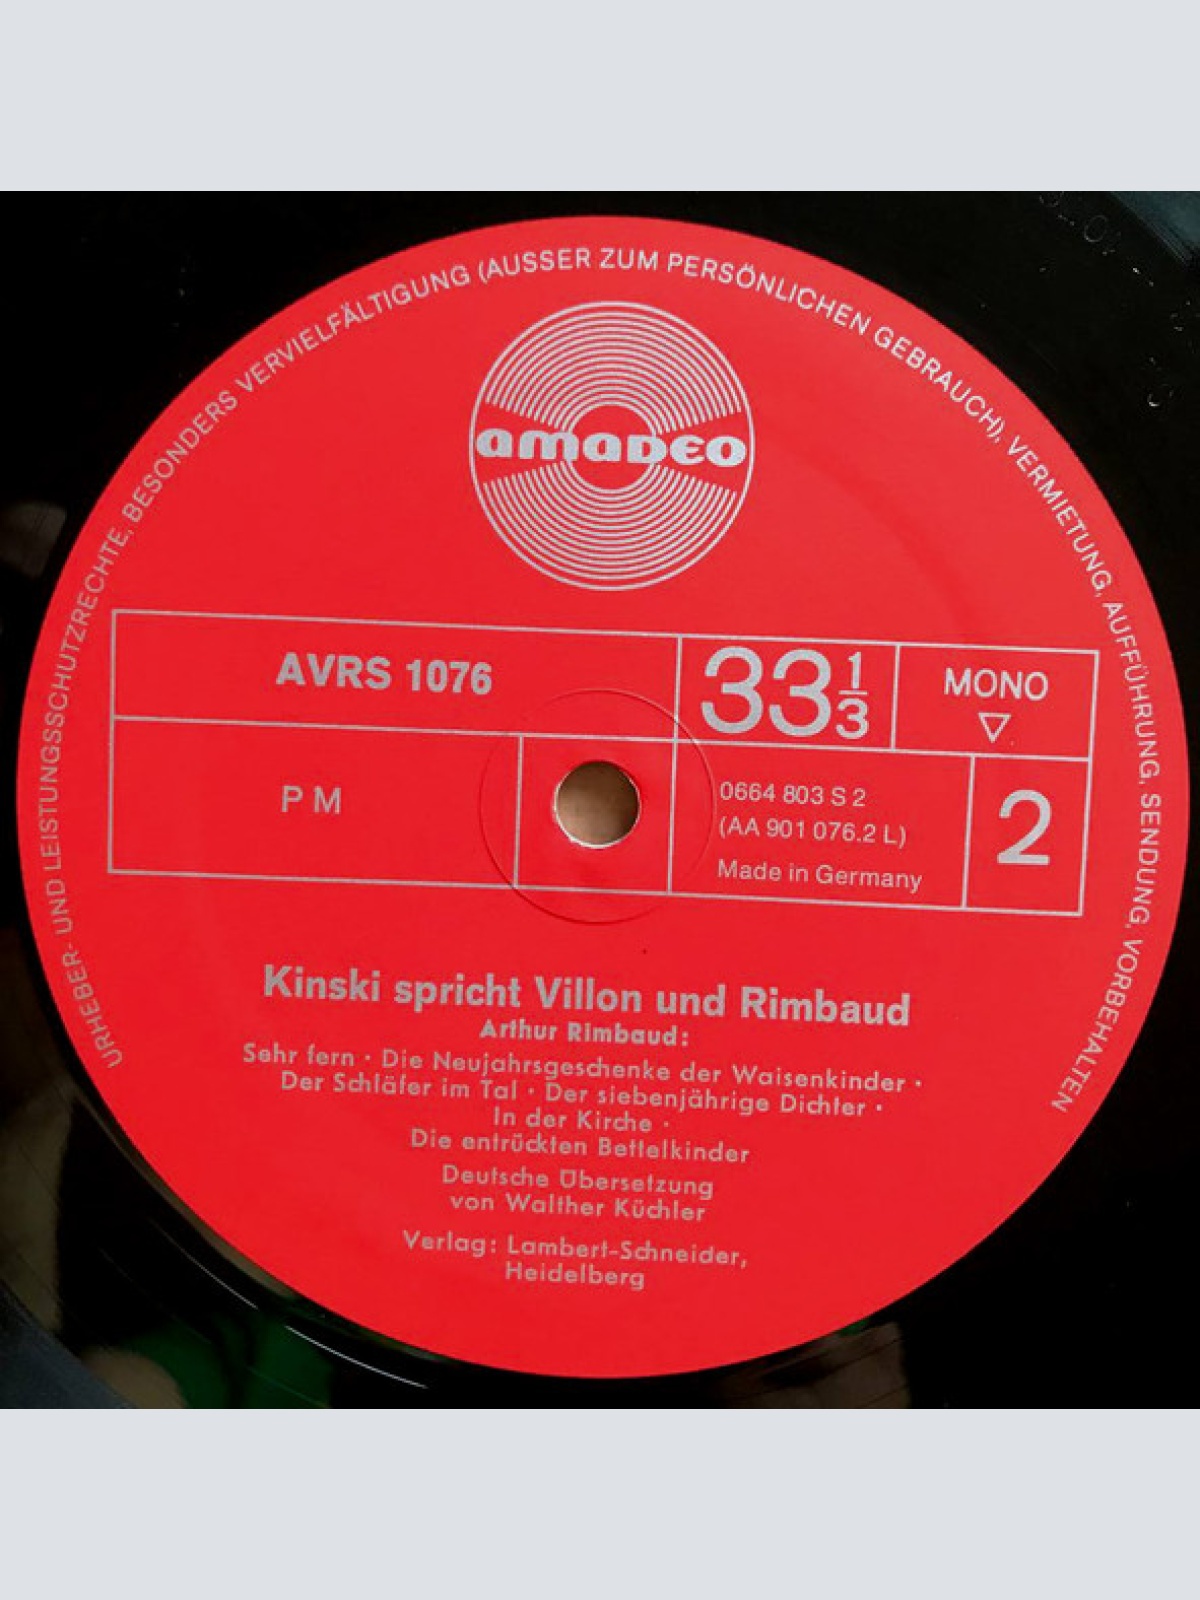 URHEBER- UND LEISTUNGSSCHUTZRECHTE, BESONDERS VERVIELFÄLTIGUNG (AUSSER ZUM PERSÖNLICHEN GEBRAUCH), VERMIETUNG, AUFFÜHRUNG, SENDUNG, VORBEHALTEN
amadeo
AVRS 1076
33 1/3
MONO
▽
P M
0664 803 S 2
(AA 901 076.2 L)
Made in Germany
2
Kinski spricht Villon und Rimbaud
Arthur Rimbaud:
Sehr fern · Die Neujahrsgeschenke der Waisenkinder ·
Der Schläfer im Tal · Der siebenjährige Dichter ·
In der Kirche ·
Die entrückten Bettelkinder
Deutsche Übersetzung
von Walther Küchler
Verlag: Lambert-Schneider,
Heidelberg